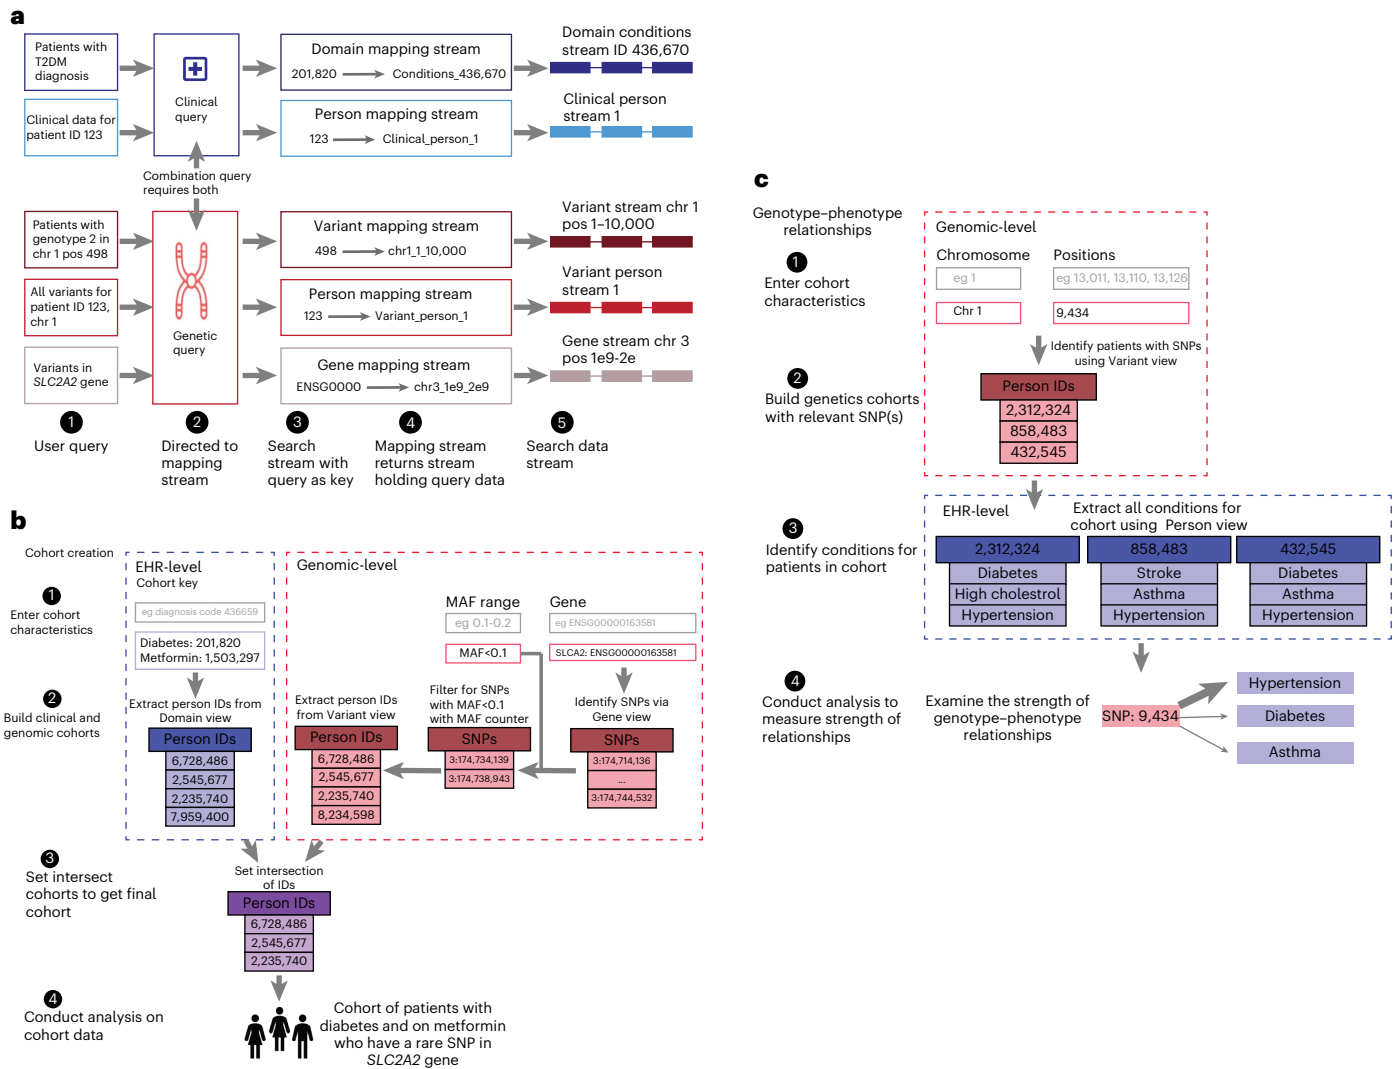 a
Patients with
T2DM
diagnosis
Clinical data for
patient ID 123
Clinical
query
Domain mapping stream
201,820
Conditions_436,670
Person mapping stream
123
Clinical_person_1
Domain conditions
stream ID 436,670
Clinical person
stream 1
Combination query
requires both
Patients with
genotype 2 in
chr 1 pos 498
All variants for
patient ID 123,
chr 1
Variants in
SLC2A2 gene
Genetic
query
Variant mapping stream
498
chr1_1_10,000
Person mapping stream
123
Variant_person_1
Gene mapping stream
ENSG0000
chr3_1e9_2e9
Variant stream chr 1
pos 1–10,000
Variant person
stream 1
Gene stream chr 3
pos 1e9-2e
1
User query
2
Directed to
mapping
stream
3
Search
stream with
query as key
4
Mapping stream
returns stream
holding query data
5
Search data
stream
b
Cohort creation
1
Enter cohort
characteristics
2
Build clinical and
genomic cohorts
3
Set intersect
cohorts to get final
cohort
4
Conduct analysis on
cohort data
EHR-level
Cohort key
eg diagnosis code 436659
Diabetes: 201,820
Metformin: 1,503,297
Extract person IDs from
Domain view
Person IDs
6,728,486
2,545,677
2,235,740
7,959,400
Genomic-level
MAF range
eg 0.1-0.2
MAF<0.1
Gene
eg ENSG00000163581
SLCA2: ENSG00000163581
Extract person IDs
from Variant view
Person IDs
6,728,486
2,545,677
2,235,740
8,234,598
Filter for SNPs
with MAF<0.1
with MAF counter
SNPs
3:174,734,139
3:174,738,943
Identify SNPs via
Gene view
SNPs
3:174,714,136
...
3:174,744,532
Set intersection
of IDs
Person IDs
6,728,486
2,545,677
2,235,740
Cohort of patients with
diabetes and on metformin
who have a rare SNP in
SLC2A2 gene
c
Genotype–phenotype
relationships
1
Enter cohort
characteristics
2
Build genetics cohorts
with relevant SNP(s)
3
Identify conditions for
patients in cohort
4
Conduct analysis to
measure strength of
relationships
Genomic-level
Chromosome
eg 1
Chr 1
Positions
eg 13,011, 13,110, 13,126
9,434
Identify patients with SNPs
using Variant view
Person IDs
2,312,324
858,483
432,545
EHR-level
Extract all conditions for
cohort using Person view
2,312,324
Diabetes
High cholestrol
Hypertension
858,483
Stroke
Asthma
Hypertension
432,545
Diabetes
Asthma
Hypertension
Examine the strength of
genotype–phenotype
relationships
SNP: 9,434
Hypertension
Diabetes
Asthma